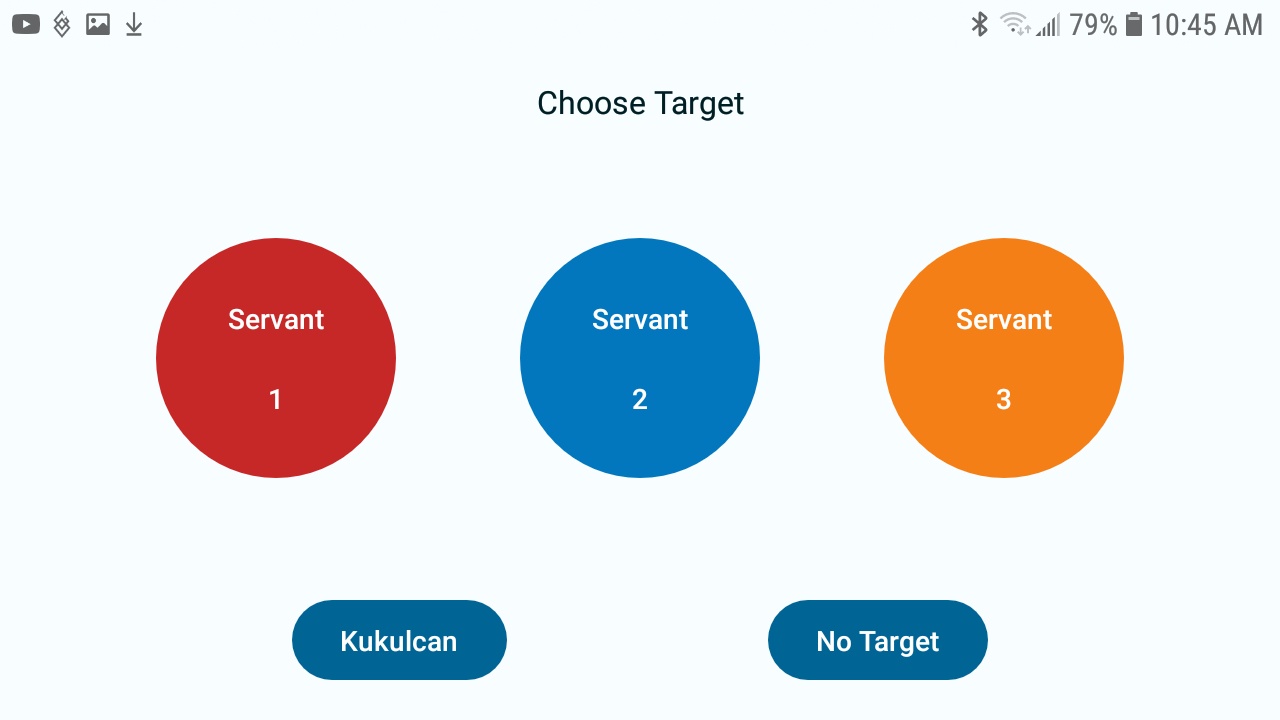 79% 10:45 AM
Choose Target
Servant
1
Servant
2
Servant
3
Kukulcan
No Target